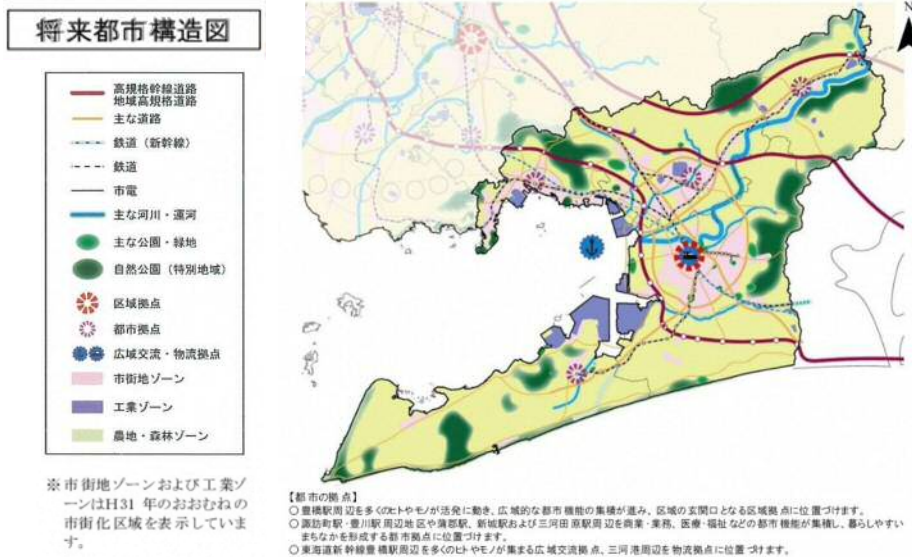 将来都市構造図
高規格幹線道路
地域高規格道路
主な道路
鉄道（新幹線）
鉄道
市電
主な河川・運河
主な公園・緑地
自然公園（特別地域）
区域拠点
都市拠点
広域交流・物流拠点
市街地ゾーン
工業ゾーン
農地・森林ゾーン
※市街地ゾーンおよび工業ゾ
ーンはH31 年のおおむねの
市街化区域を表示していま
す。
N
【都市の拠点】
○豊橋駅周辺を多くのヒトやモノが活発に動き、広域的な都市機能の集積が進み、区域の玄関口となる区域拠点に位置づけます。
○諏訪町駅・豊川駅周辺地区や蒲郡駅、新城駅および三河田原駅周辺を商業・業務、医療・福祉などの都市機能が集積し、暮らしやすい
まちなかを形成する都市拠点に位置づけます。
○東海道新幹線豊橋駅周辺を多くのヒトやモノが集まる広域交流拠点、三河港周辺を物流拠点に位置づけます。